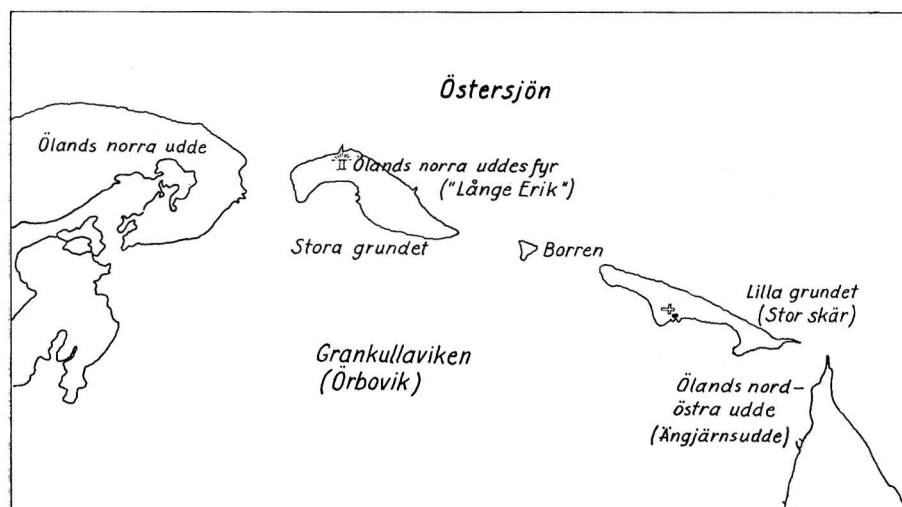 Östersjön
Ölands norra udde
Ölands norra uddes fyr
("Långe Erik")
Stora grundet
Borren
Lilla grundet
(Stor skär)
Grankullaviken
(Örbovik)
Ölands nord-
östra udde
(Ängjärnsudde)